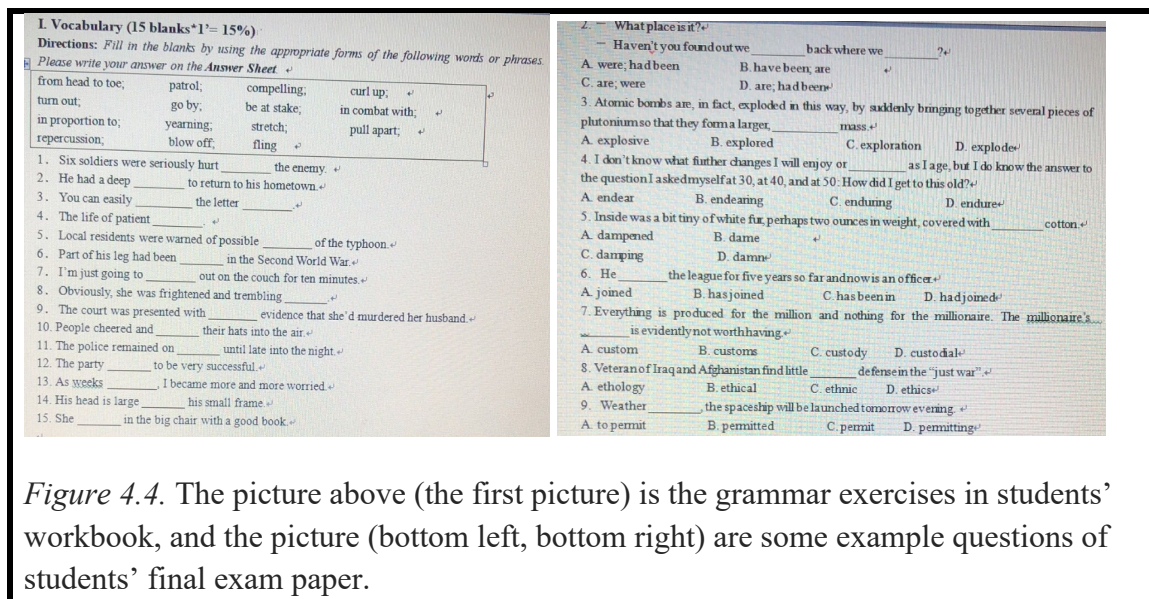 I. Vocabulary (15 blanks*1’= 15%)
Directions: Fill in the blanks by using the appropriate forms of the following words or phrases.
Please write your answer on the Answer Sheet.
from head to toe; patrol; compelling; curl up;
turn out; go by; be at stake; in combat with;
in proportion to; yearning; stretch; pull apart;
repercussion; blow off; fling
1. Six soldiers were seriously hurt ________ the enemy.
2. He had a deep ________ to return to his hometown.
3. You can easily ________ the letter ________.
4. The life of patient ________.
5. Local residents were warned of possible ________ of the typhoon.
6. Part of his leg had been ________ in the Second World War.
7. I’m just going to ________ out on the couch for ten minutes.
8. Obviously, she was frightened and trembling ________.
9. The court was presented with ________ evidence that she’d murdered her husband.
10. People cheered and ________ their hats into the air.
11. The police remained on ________ until late into the night.
12. The party ________ to be very successful.
13. As weeks ________, I became more and more worried.
14. His head is large ________ his small frame.
15. She ________ in the big chair with a good book.
2. — What place is it?
— Haven’t you found out we ________ back where we ________?
A. were; had been B. have been; are
C. are; were D. are; had been
3. Atomic bombs are, in fact, exploded in this way, by suddenly bringing together several pieces of
plutonium so that they form a larger, ________ mass.
A. explosive B. explored C. exploration D. explode
4. I don’t know what further changes I will enjoy or ________ as I age, but I do know the answer to
the question I asked myself at 30, at 40, and at 50: How did I get to this old?
A. endear B. endearing C. enduring D. endure
5. Inside was a bit tiny of white fur, perhaps two ounces in weight, covered with ________ cotton.
A. dampened B. dame
C. damping D. damn
6. He ________ the league for five years so far and now is an officer.
A. joined B. has joined C. has been in D. had joined
7. Everything is produced for the million and nothing for the millionaire. The millionaire’s
________ is evidently not worth having.
A. custom B. customs C. custody D. custodial
8. Veteran of Iraq and Afghanistan find little ________ defense in the “just war”.
A. ethology B. ethical C. ethnic D. ethics
9. Weather ________, the spaceship will be launched tomorrow evening.
A. to permit B. permitted C. permit D. permitting
Figure 4.4. The picture above (the first picture) is the grammar exercises in students’
workbook, and the picture (bottom left, bottom right) are some example questions of
students’ final exam paper.